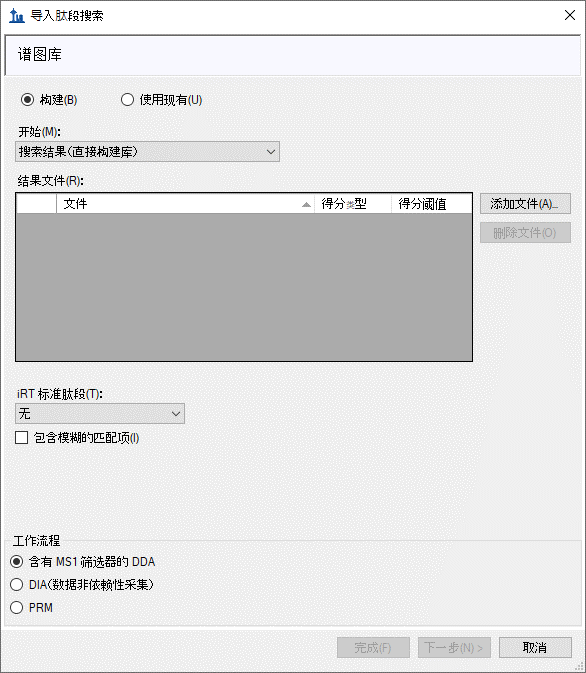 导入肽段搜索
谱图库
构建(B) 使用现有(U)
开始(M):
搜索结果(直接构建库)
结果文件(R):
文件 得分类型 得分阈值
添加文件(A)...
删除文件(O)
iRT 标准肽段(T):
无
包含模糊的匹配项(I)
工作流程
含有 MS1 筛选器的 DDA
DIA(数据非依赖性采集)
PRM
完成(F) 下一步(N) > 取消